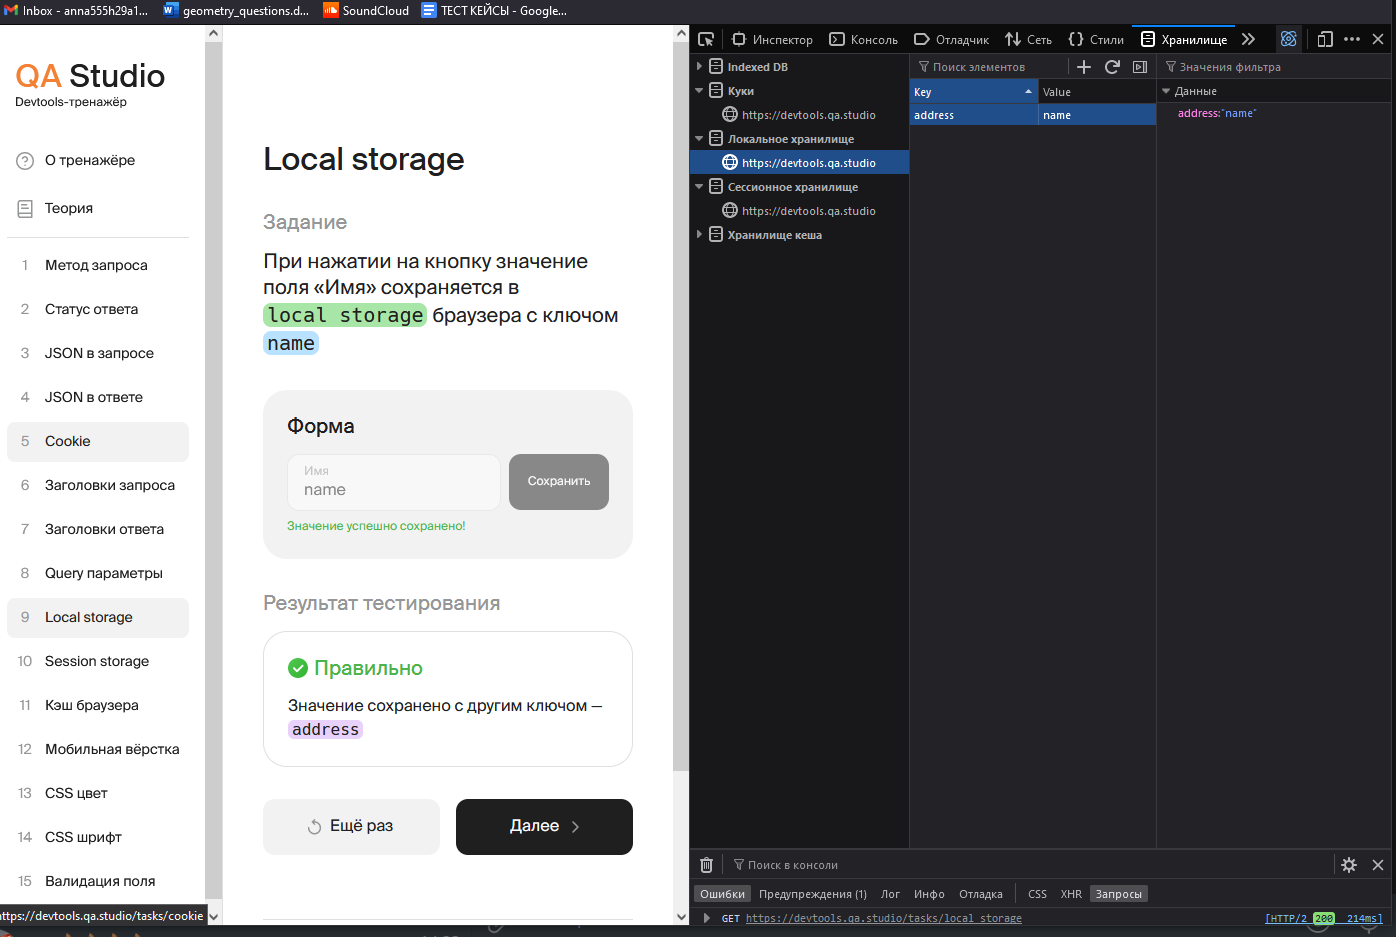 Inbox - anna555h29a1...
geometry_questions.d...
SoundCloud
ТЕСТ КЕЙСЫ - Google...
QA Studio
Devtools-тренажёр
О тренажёре
Теория
1 Метод запроса
2 Статус ответа
3 JSON в запросе
4 JSON в ответе
5 Cookie
6 Заголовки запроса
7 Заголовки ответа
8 Query параметры
9 Local storage
10 Session storage
11 Кэш браузера
12 Мобильная вёрстка
13 CSS цвет
14 CSS шрифт
15 Валидация поля
ttps://devtools.qa.studio/tasks/cookie
Local storage
Задание
При нажатии на кнопку значение
поля «Имя» сохраняется в
local storage браузера с ключом
name
Форма
Имя
name
Сохранить
Значение успешно сохранено!
Результат тестирования
Правильно
Значение сохранено с другим ключом —
address
Ещё раз
Далее
Инспектор
Консоль
Отладчик
Сеть
Стили
Хранилище
Indexed DB
Куки
https://devtools.qa.studio
Локальное хранилище
https://devtools.qa.studio
Сессионное хранилище
https://devtools.qa.studio
Хранилище кеша
Поиск элементов
Key Value
address name
Значения фильтра
Данные
address:"name"
Поиск в консоли
Ошибки Предупреждения (1) Лог Инфо Отладка CSS XHR Запросы
GET https://devtools.qa.studio/tasks/local_storage [HTTP/2 200 214ms]